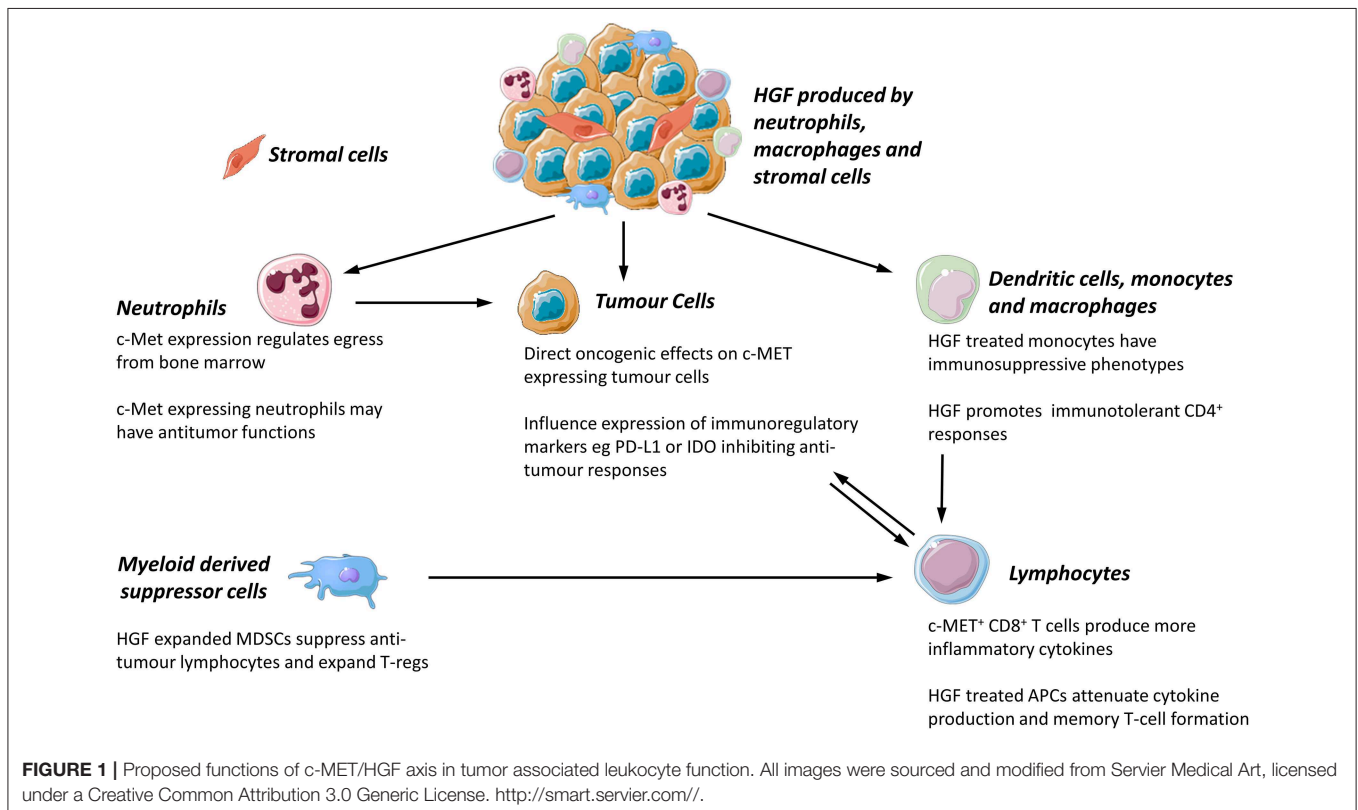 HGF produced by
neutrophils,
macrophages and
stromal cells
Stromal cells
Neutrophils
c-Met expression regulates egress
from bone marrow
c-Met expressing neutrophils may
have antitumor functions
Tumour Cells
Direct oncogenic effects on c-MET
expressing tumour cells
Influence expression of immunoregulatory
markers eg PD-L1 or IDO inhibiting anti-
tumour responses
Dendritic cells, monocytes
and macrophages
HGF treated monocytes have
immunosuppressive phenotypes
HGF promotes immunotolerant CD4⁺
responses
Myeloid derived
suppressor cells
HGF expanded MDSCs suppress anti-
tumour lymphocytes and expand T-regs
Lymphocytes
c-MET⁺ CD8⁺ T cells produce more
inflammatory cytokines
HGF treated APCs attenuate cytokine
production and memory T-cell formation
FIGURE 1 | Proposed functions of c-MET/HGF axis in tumor associated leukocyte function. All images were sourced and modified from Servier Medical Art, licensed
under a Creative Common Attribution 3.0 Generic License. http://smart.servier.com//.